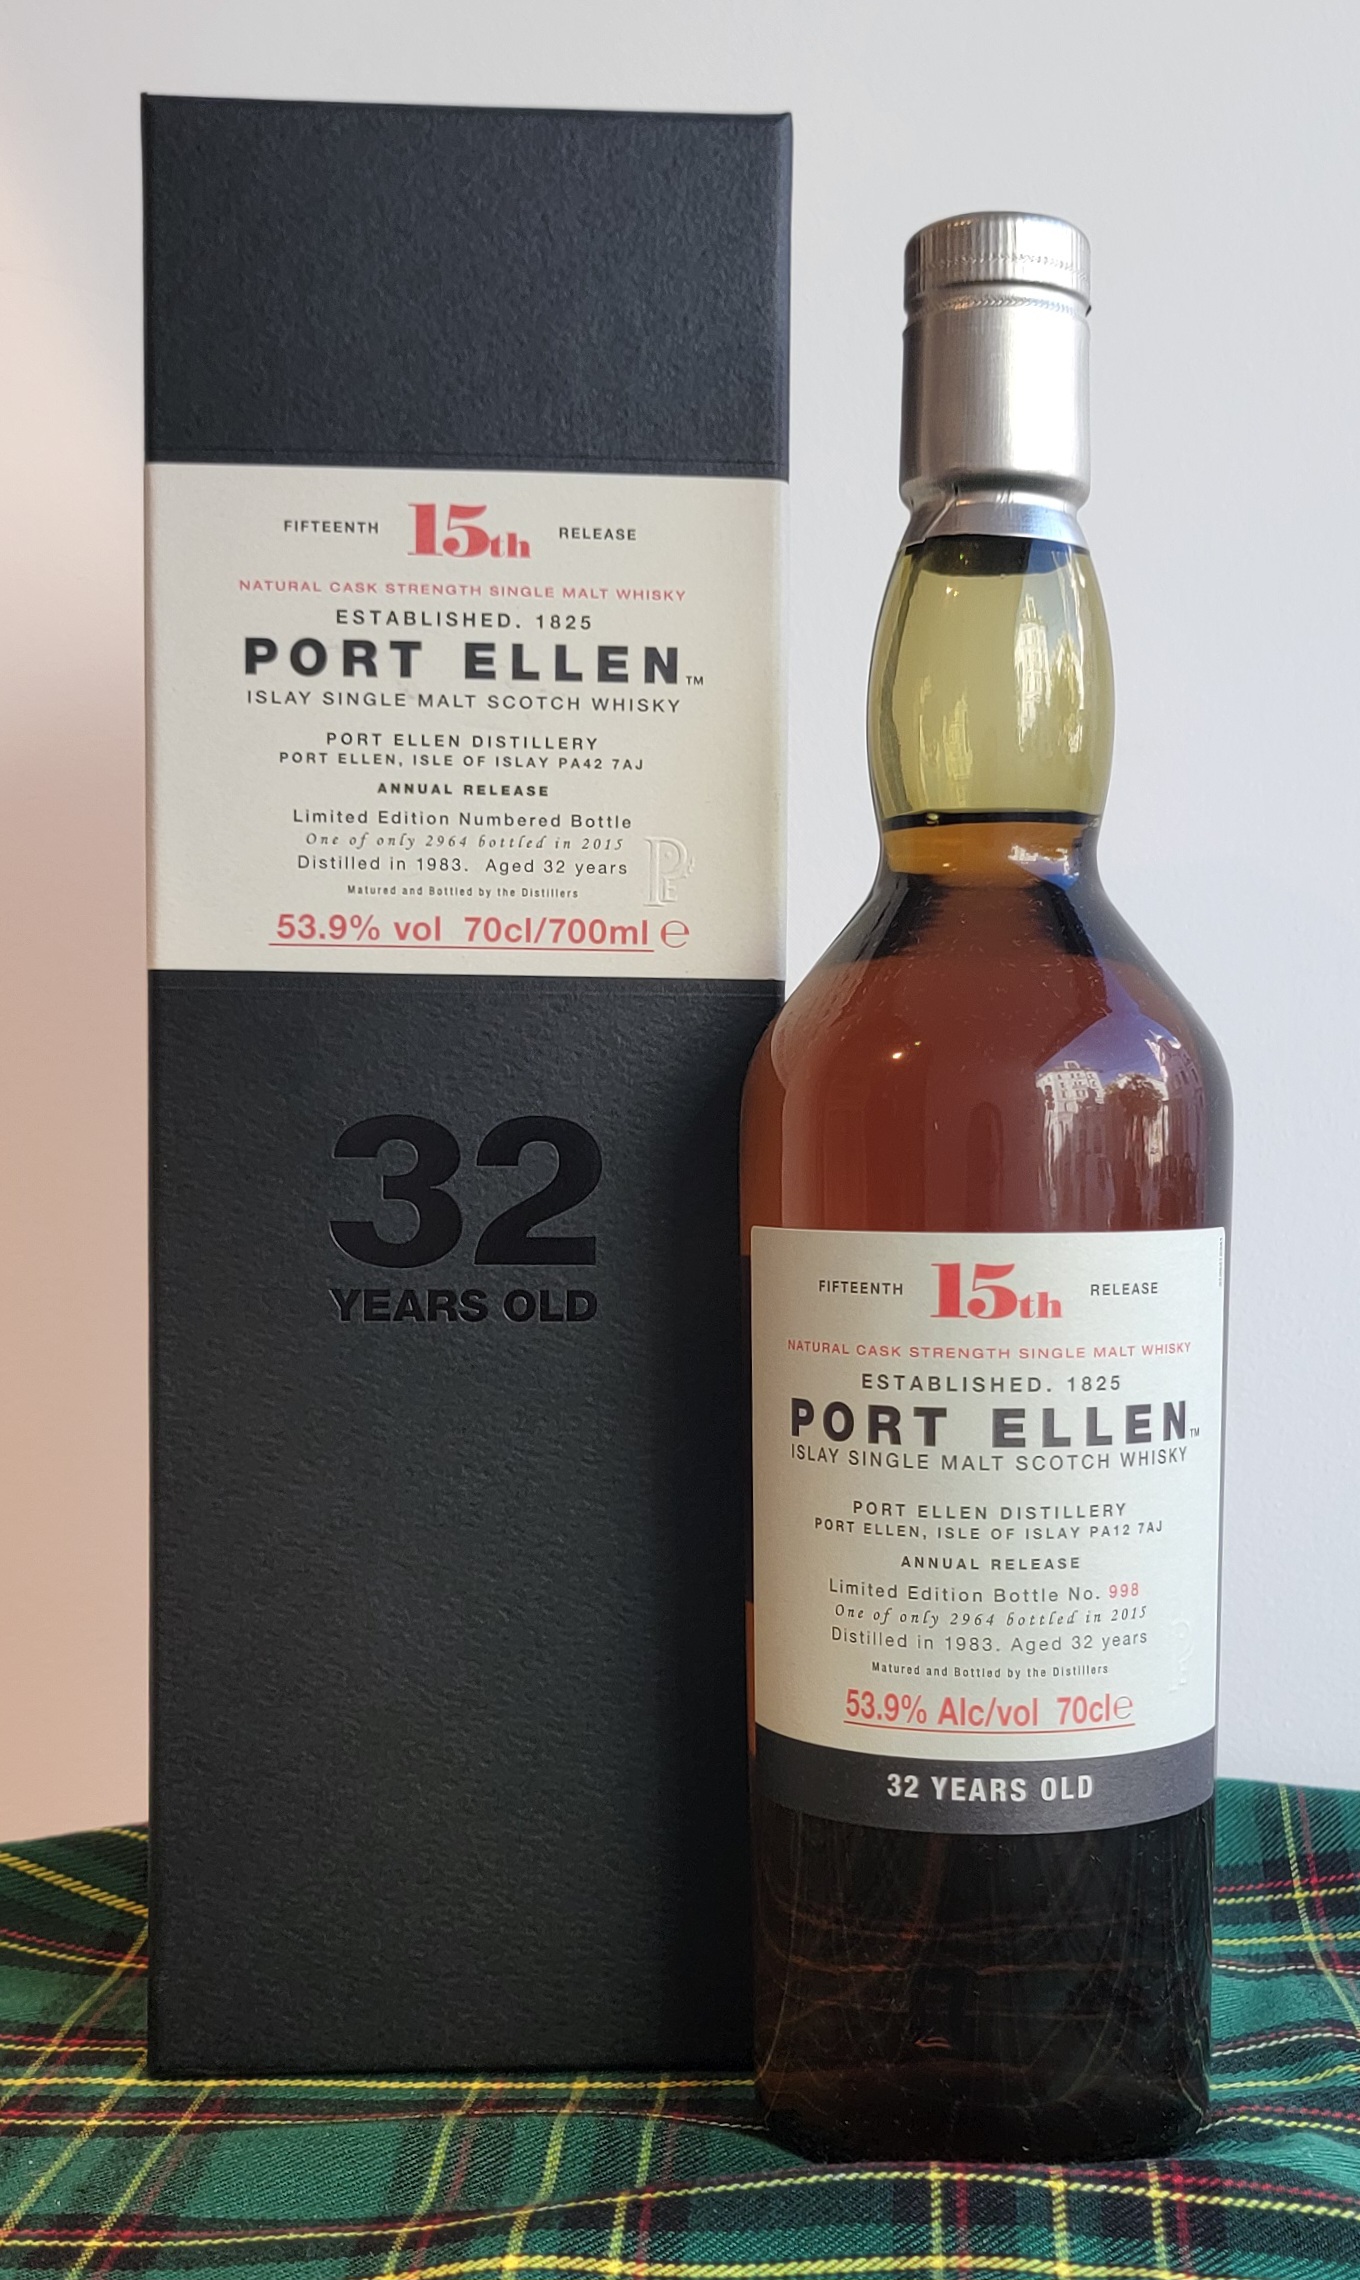 FIFTEENTH 15th RELEASE
NATURAL CASK STRENGTH SINGLE MALT WHISKY
ESTABLISHED. 1825
PORT ELLEN™
ISLAY SINGLE MALT SCOTCH WHISKY
PORT ELLEN DISTILLERY
PORT ELLEN, ISLE OF ISLAY PA42 7AJ
ANNUAL RELEASE
Limited Edition Numbered Bottle
One of only 2964 bottled in 2015
Distilled in 1983. Aged 32 years
Matured and Bottled by the Distillers
53.9% vol 70cl/700ml ℮
PE
32
YEARS OLD
FIFTEENTH 15th RELEASE
NATURAL CASK STRENGTH SINGLE MALT WHISKY
ESTABLISHED. 1825
PORT ELLEN™
ISLAY SINGLE MALT SCOTCH WHISKY
PORT ELLEN DISTILLERY
PORT ELLEN, ISLE OF ISLAY PA12 7AJ
ANNUAL RELEASE
Limited Edition Bottle No. 998
One of only 2964 bottled in 2015
Distilled in 1983. Aged 32 years
Matured and Bottled by the Distillers
53.9% Alc/vol 70cl℮
32 YEARS OLD